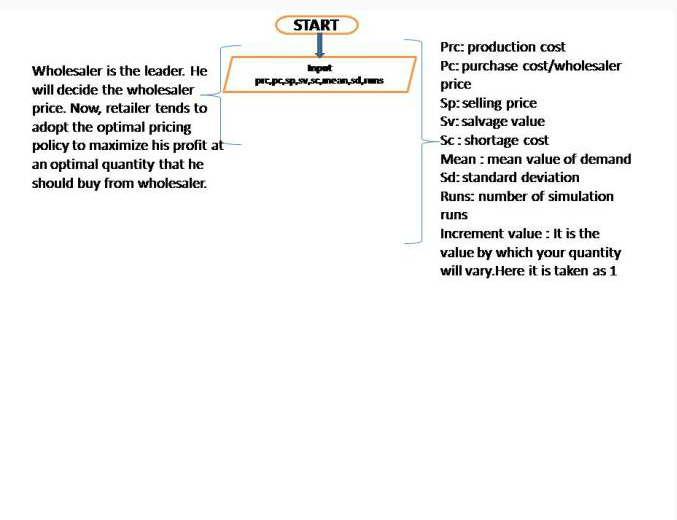 START
Input
prc,pc,sp,sv,sc,mean,sd,runs
Wholesaler is the leader. He
will decide the wholesaler
price. Now, retailer tends to
adopt the optimal pricing
policy to maximize his profit at
an optimal quantity that he
should buy from wholesaler.
Prc: production cost
Pc: purchase cost/wholesaler
price
Sp: selling price
Sv: salvage value
Sc : shortage cost
Mean : mean value of demand
Sd: standard deviation
Runs: number of simulation
runs
Increment value : It is the
value by which your quantity
will vary.Here it is taken as 1